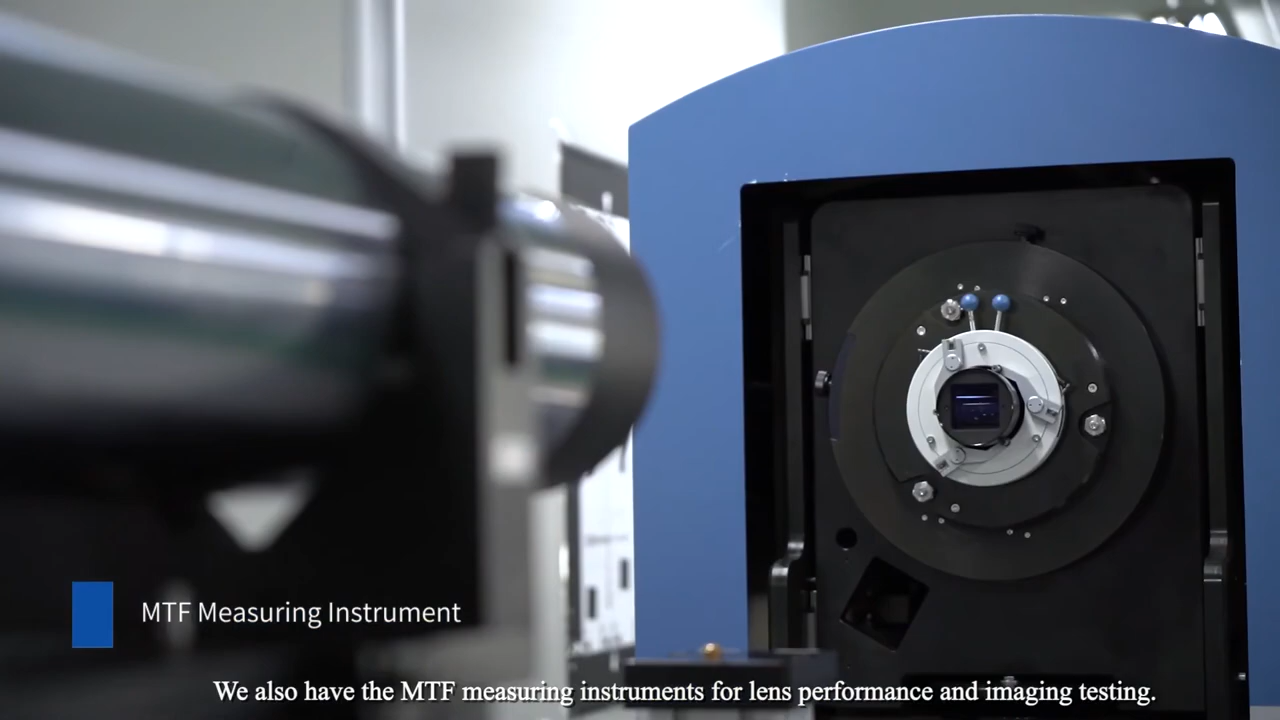 MTF Measuring Instrument
We also have the MTF measuring instruments for lens performance and imaging testing.